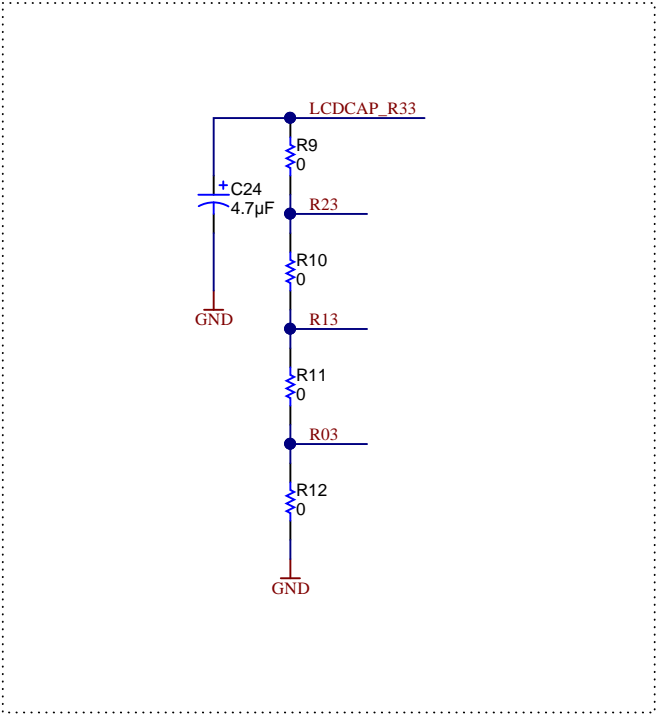 LCDCAP_R33
R9
0
+
C24
4.7µF
R23
R10
0
GND
R13
R11
0
R03
R12
0
GND